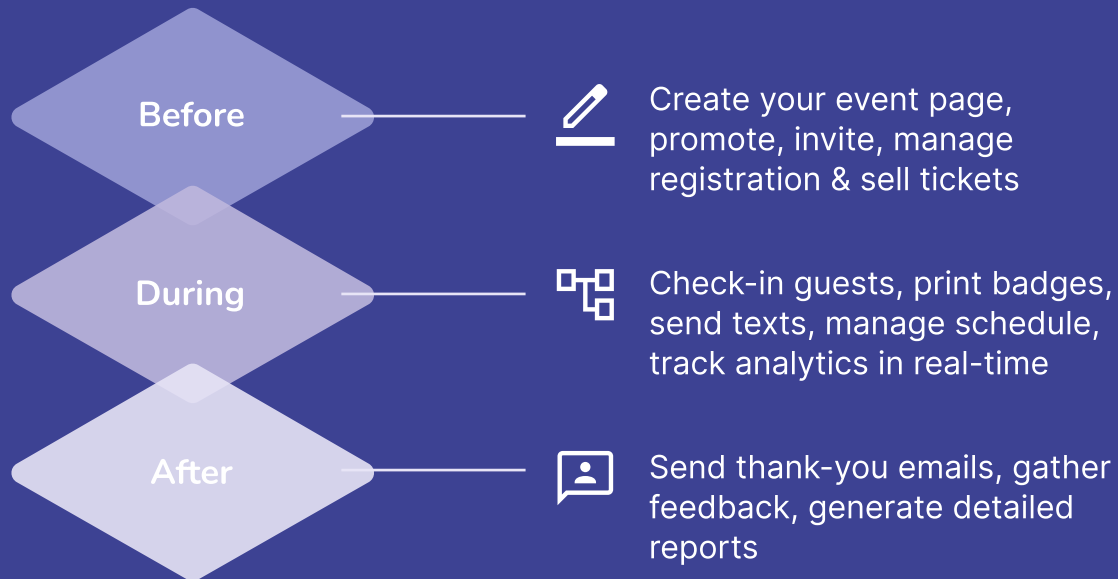 Before
Create your event page,
promote, invite, manage
registration & sell tickets
During
Check-in guests, print badges,
send texts, manage schedule,
track analytics in real-time
After
Send thank-you emails, gather
feedback, generate detailed
reports